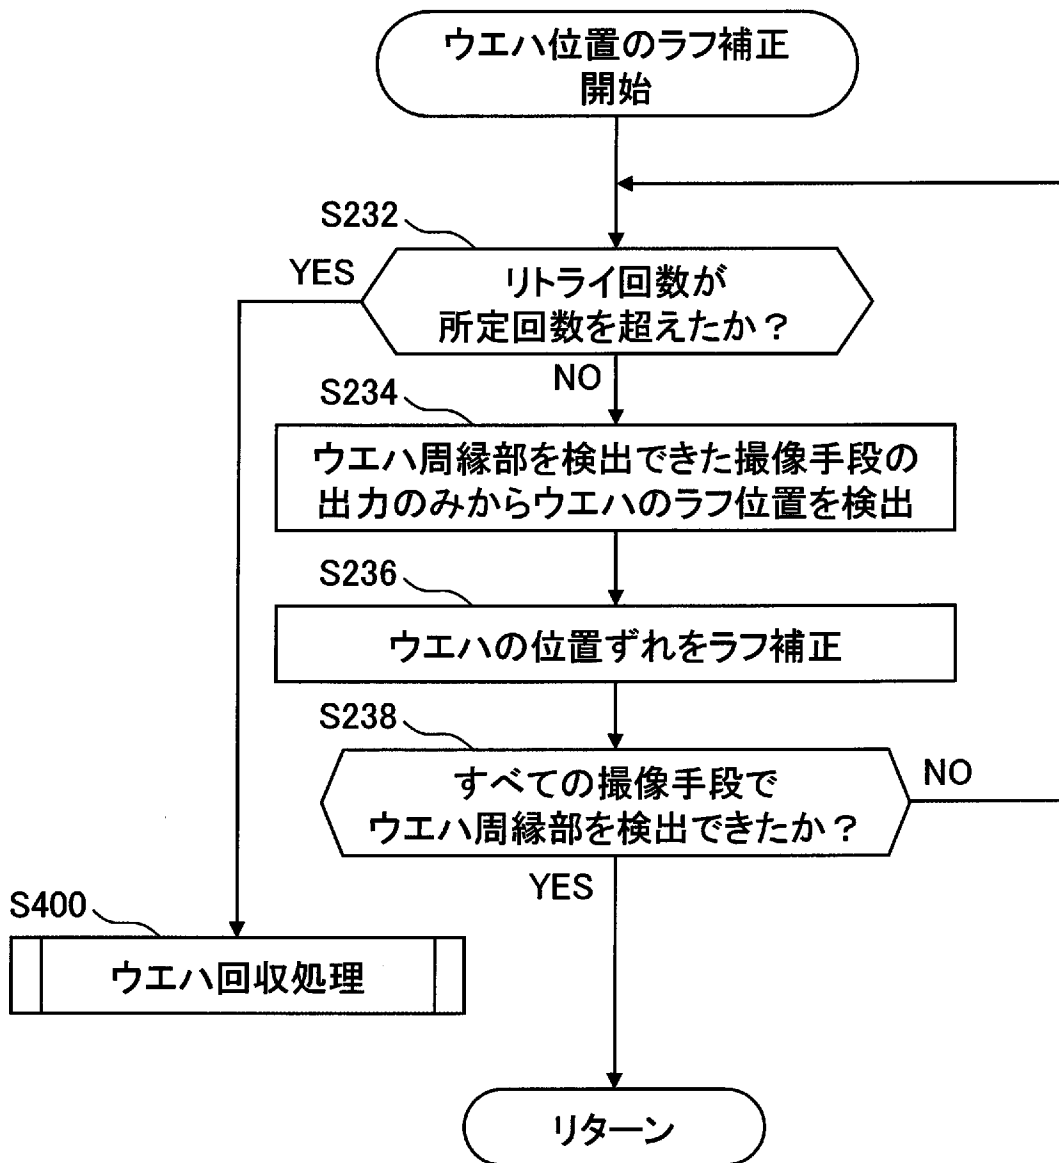 ウエハ位置のラフ補正
開始
S232
YES
リトライ回数が
所定回数を超えたか？
NO
S234
ウエハ周縁部を検出できた撮像手段の
出力のみからウエハのラフ位置を検出
S236
ウエハの位置ずれをラフ補正
S238
すべての撮像手段で
ウエハ周縁部を検出できたか？
NO
YES
S400
ウエハ回収処理
リターン